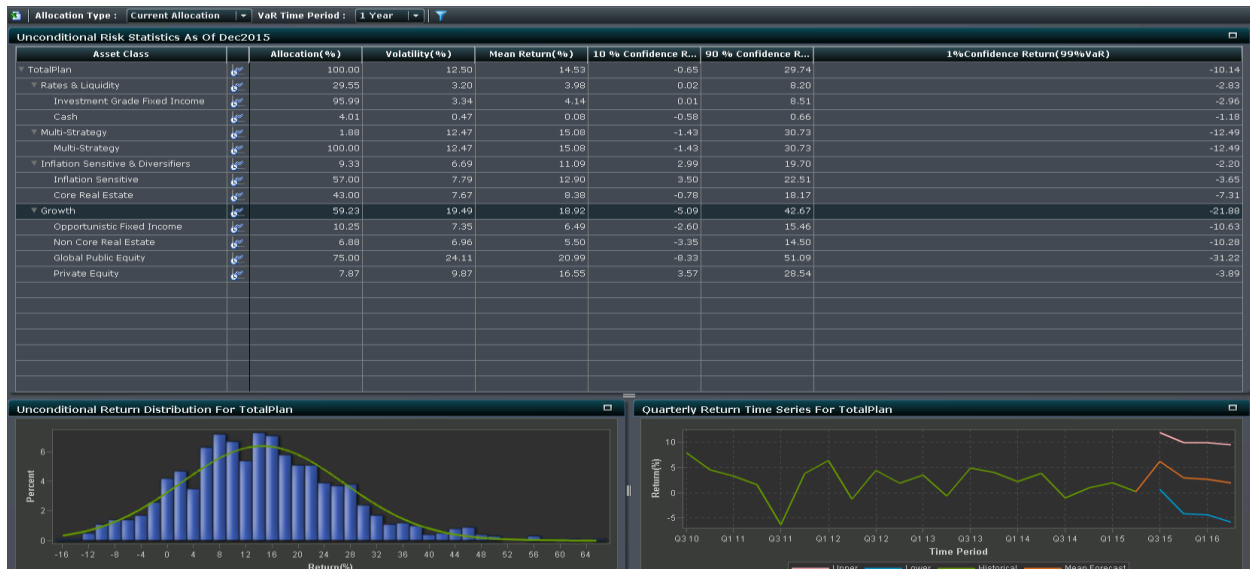 Allocation Type : Current Allocation VaR Time Period : 1 Year
Unconditional Risk Statistics As Of Dec2015
Asset Class Allocation(%) Volatility(%) Mean Return(%) 10 % Confidence R... 90 % Confidence R... 1%Confidence Return(99%VaR)
TotalPlan 100.00 12.50 14.53 -0.65 29.74 -10.14
Rates & Liquidity 29.55 3.20 3.98 0.02 8.20 -2.83
Investment Grade Fixed Income 95.99 3.34 4.14 0.01 8.51 -2.96
Cash 4.01 0.47 0.08 -0.58 0.66 -1.18
Multi-Strategy 1.88 12.47 15.08 -1.43 30.73 -12.49
Multi-Strategy 100.00 12.47 15.08 -1.43 30.73 -12.49
Inflation Sensitive & Diversifiers 9.33 6.69 11.09 2.99 19.70 -2.20
Inflation Sensitive 57.00 7.79 12.90 3.50 22.51 -3.65
Core Real Estate 43.00 7.67 8.38 -0.78 18.17 -7.31
Growth 59.23 19.49 18.92 -5.09 42.67 -21.88
Opportunistic Fixed Income 10.25 7.35 6.49 -2.60 15.46 -10.63
Non Core Real Estate 6.88 6.96 5.50 -3.35 14.50 -10.28
Global Public Equity 75.00 24.11 20.99 -8.33 51.09 -31.22
Private Equity 7.87 9.87 16.55 3.57 28.54 -3.89
Unconditional Return Distribution For TotalPlan
Percent
6
4
2
0
-16 -12 -8 -4 0 4 8 12 16 20 24 28 32 36 40 44 48 52 56 60 64
Return(%)
Quarterly Return Time Series For TotalPlan
Return(%)
10
5
0
-5
Q3 10 Q1 11 Q3 11 Q1 12 Q3 12 Q1 13 Q3 13 Q1 14 Q3 14 Q1 15 Q3 15 Q1 16
Time Period
Upper Lower Historical Mean Forecast